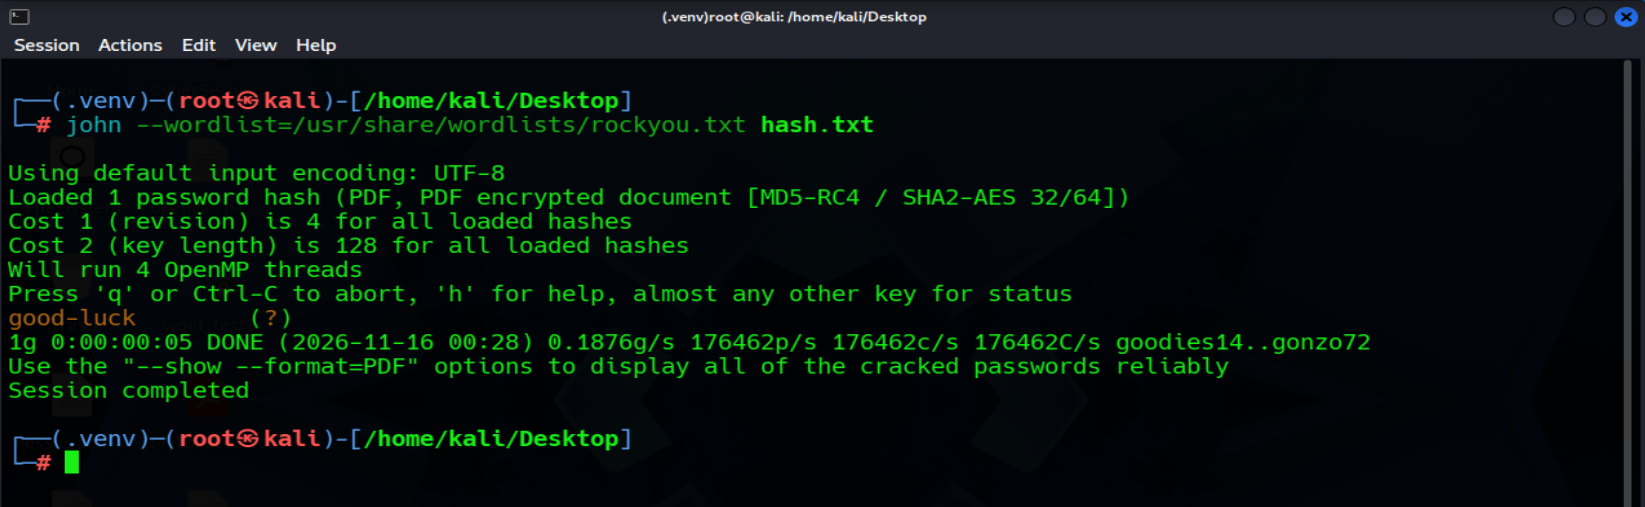 (.venv)root@kali: /home/kali/Desktop
Session Actions Edit View Help
┌──(.venv)─(root㉿kali)-[/home/kali/Desktop]
└─# john --wordlist=/usr/share/wordlists/rockyou.txt hash.txt
Using default input encoding: UTF-8
Loaded 1 password hash (PDF, PDF encrypted document [MD5-RC4 / SHA2-AES 32/64])
Cost 1 (revision) is 4 for all loaded hashes
Cost 2 (key length) is 128 for all loaded hashes
Will run 4 OpenMP threads
Press 'q' or Ctrl-C to abort, 'h' for help, almost any other key for status
good-luck        (?)
1g 0:00:00:05 DONE (2026-11-16 00:28) 0.1876g/s 176462p/s 176462c/s 176462C/s goodies14..gonzo72
Use the "--show --format=PDF" options to display all of the cracked passwords reliably
Session completed
┌──(.venv)─(root㉿kali)-[/home/kali/Desktop]
└─#